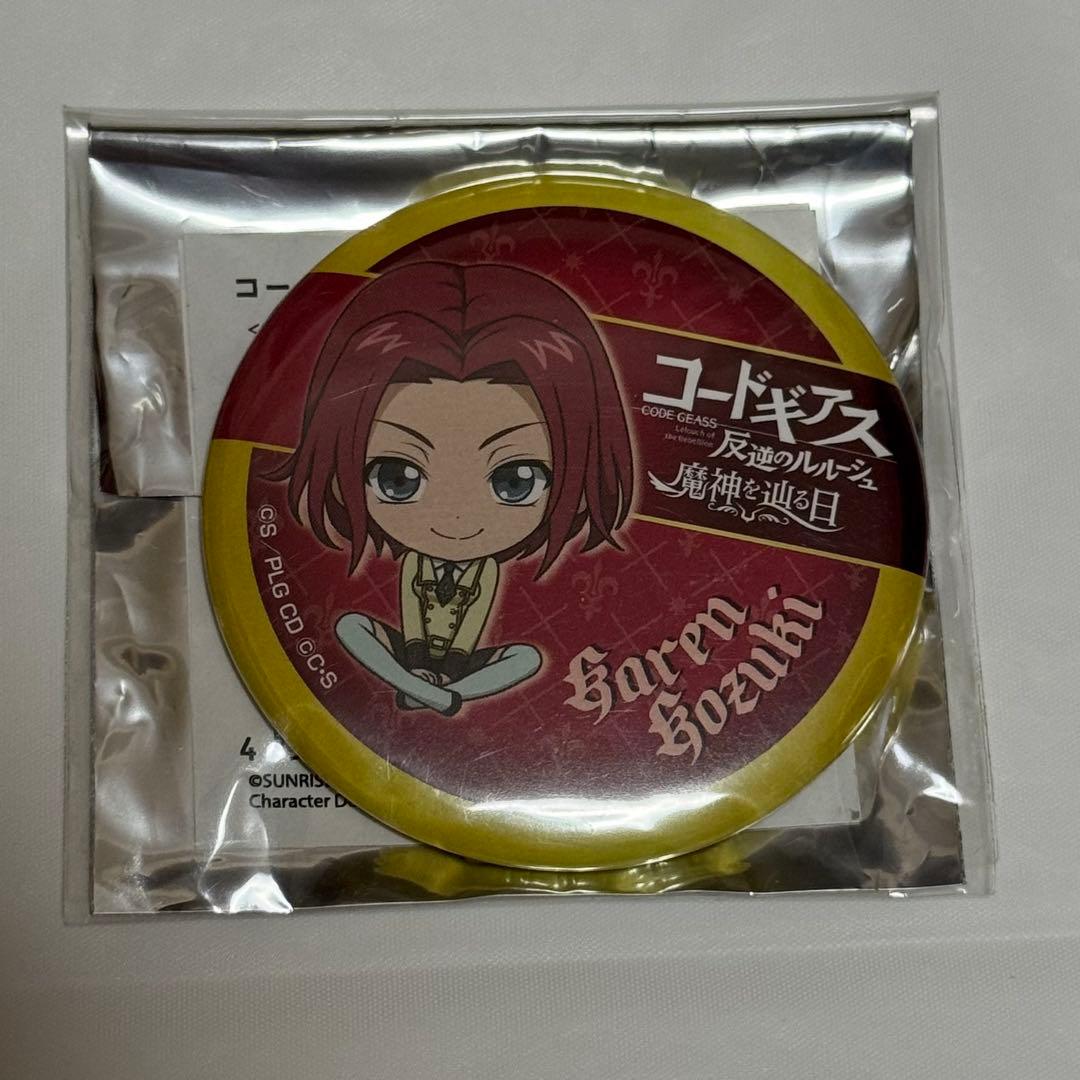 コー
<
コードギアス
CODE GEASS
Lelouch of
the Rebellion
反逆のルルーシュ
魔神を辿る日
©S/PLG CD ©C・S
Karen
Kozuki
4
©SUNRIS
Character D